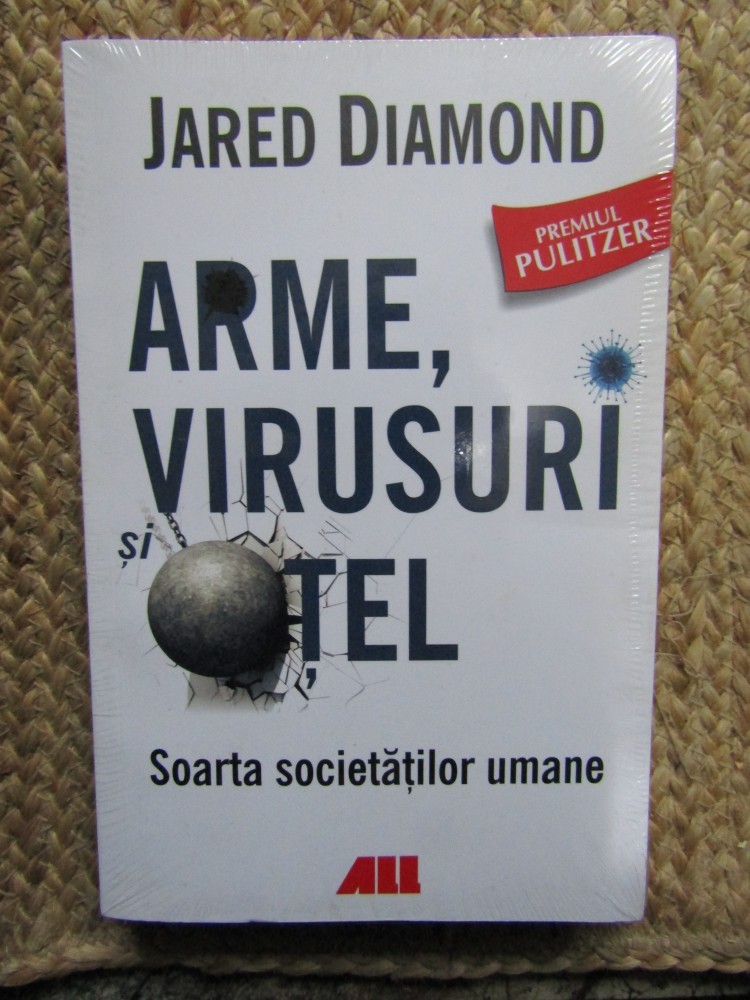 JARED DIAMOND
PREMIUL
PULITZER
ARME,
VIRUSURI
și
OȚEL
Soarta societăților umane
ALL